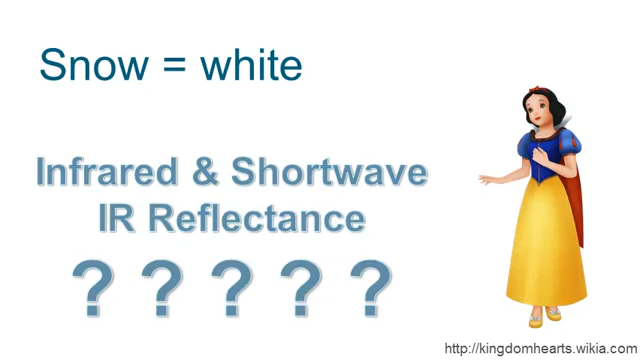 Snow = white
Infrared & Shortwave
IR Reflectance
? ? ? ? ?
http://kingdomhearts.wikia.com